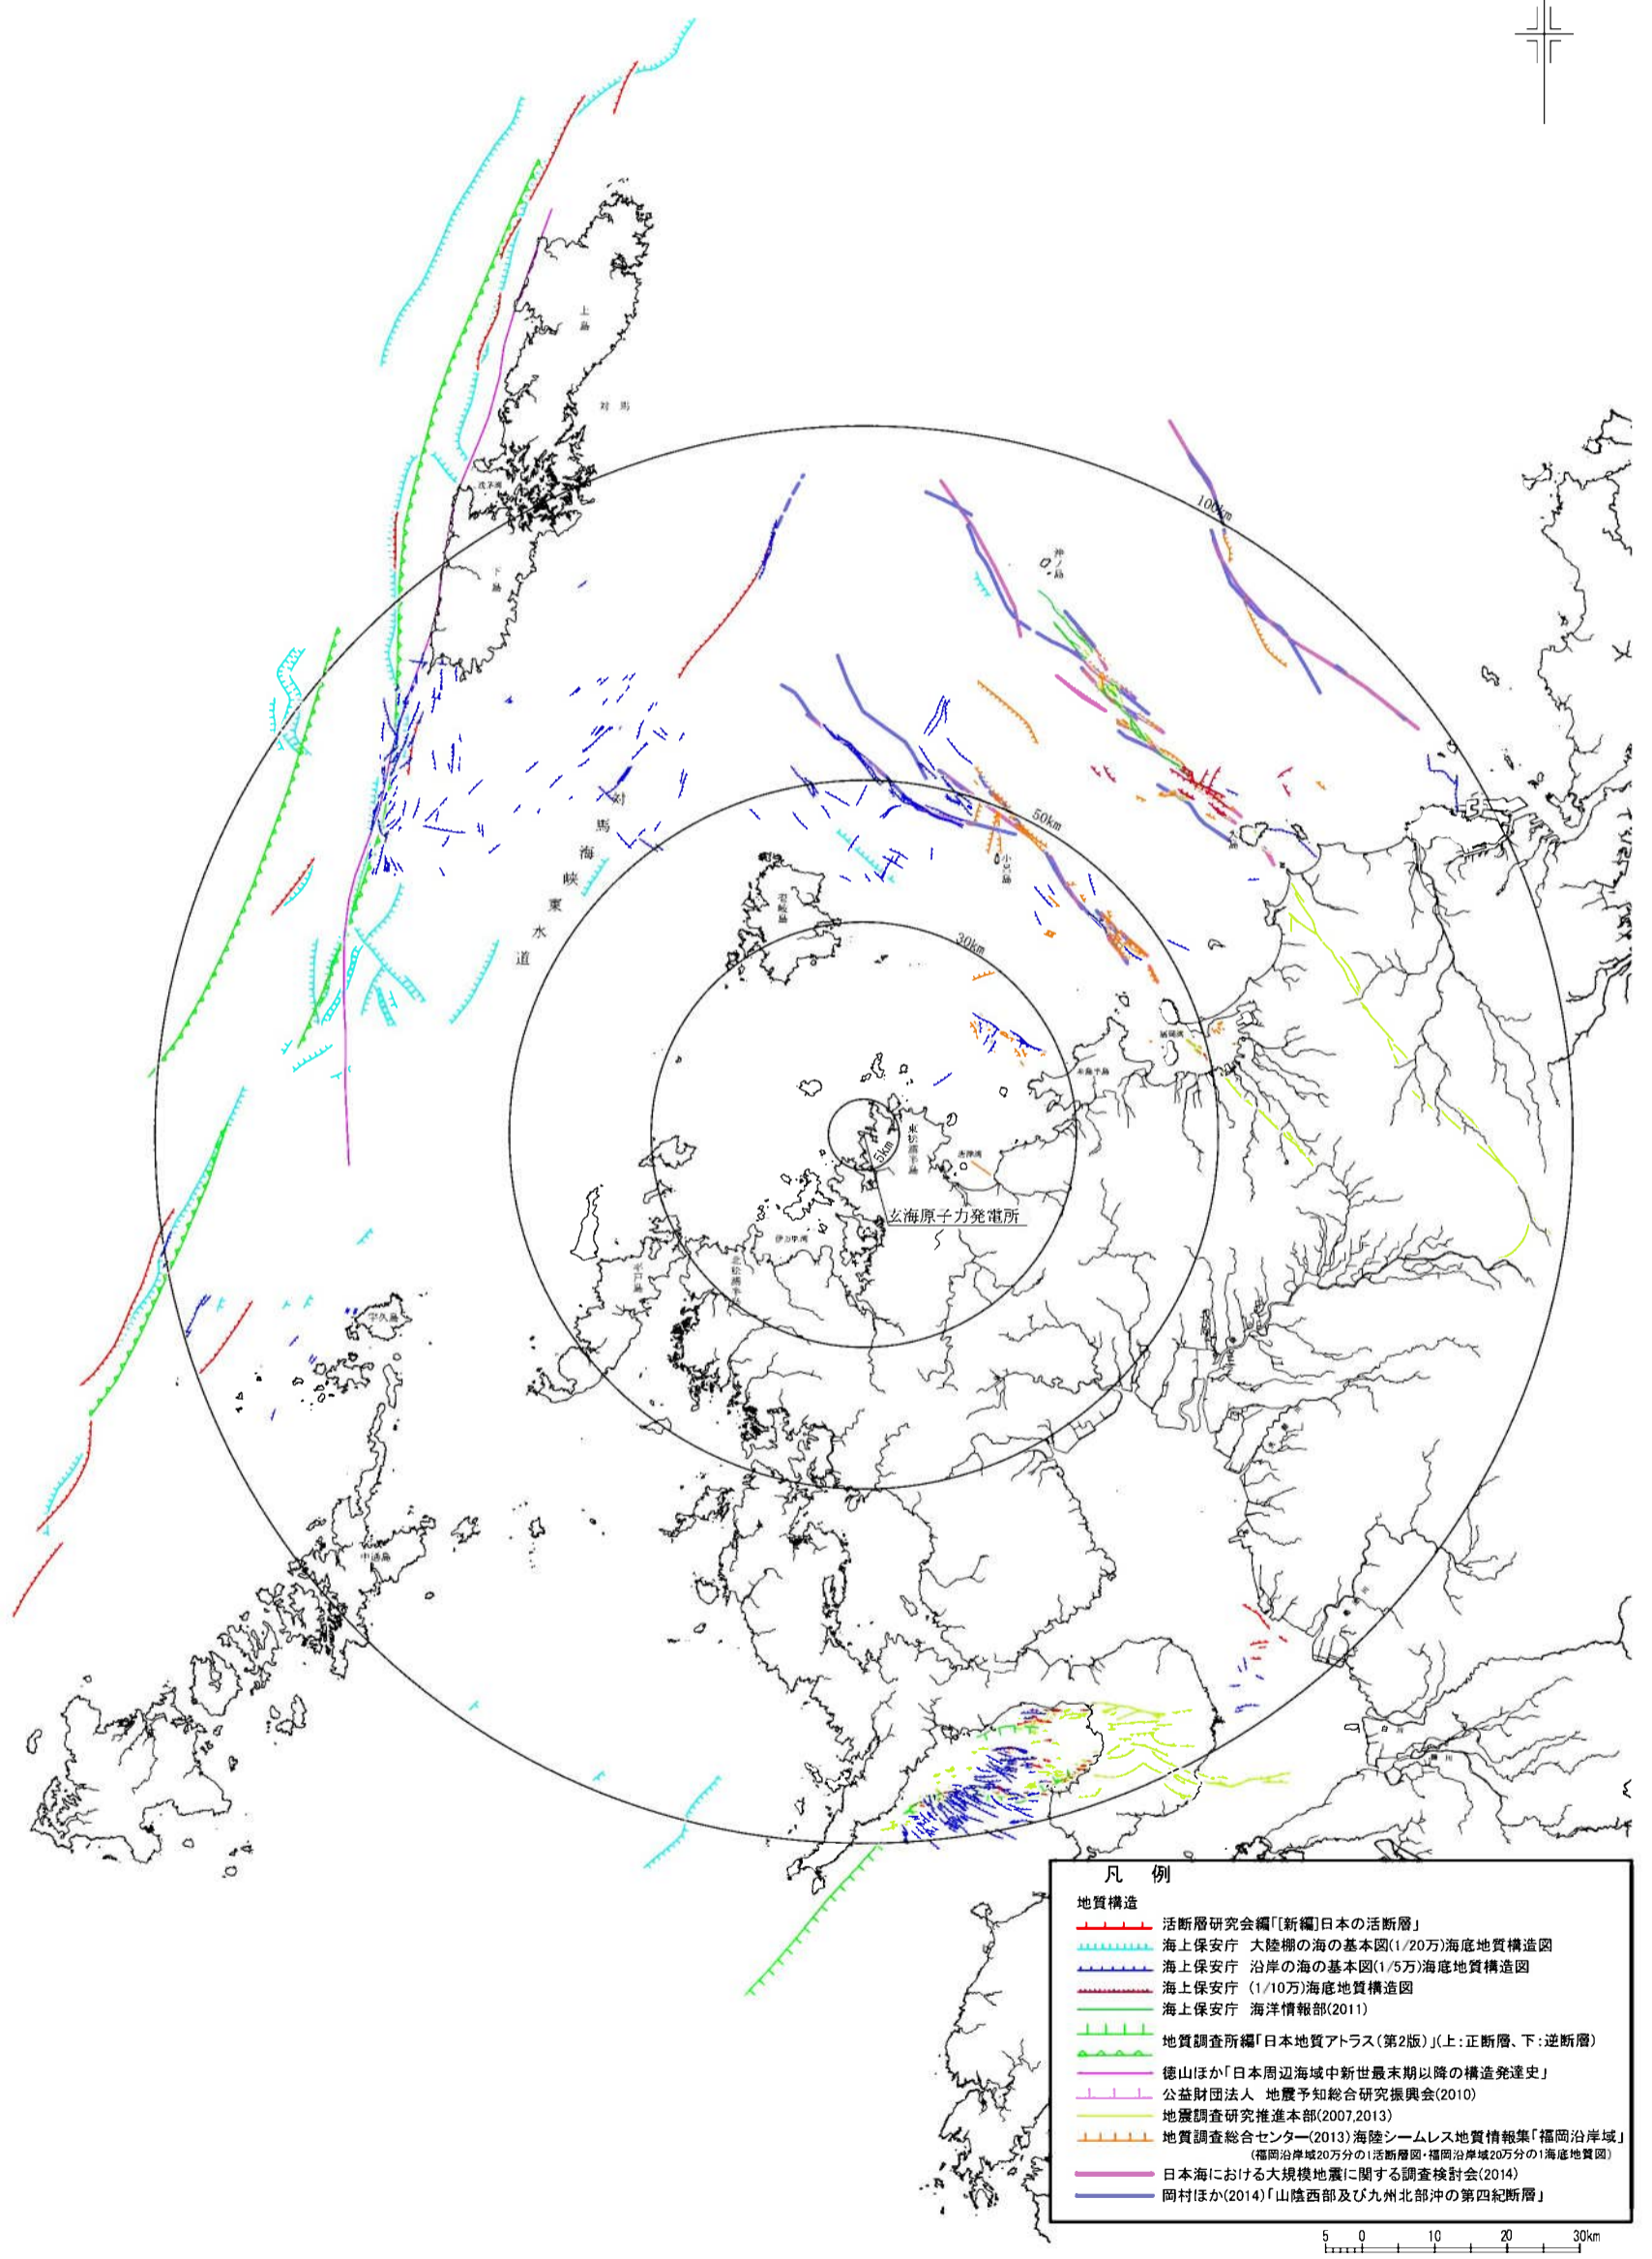 上島
対馬
浅茅湾
下島
沖ノ島
100km
対馬海峡東水道
50km
小呂島
壱岐島
30km
福岡湾
糸島半島
東松浦半島
5km
唐津湾
玄海原子力発電所
伊万里湾
北松浦半島
平戸島
宇久島
中通島
白川
凡 例
地質構造
活断層研究会編「[新編]日本の活断層」
海上保安庁 大陸棚の海の基本図(1/20万)海底地質構造図
海上保安庁 沿岸の海の基本図(1/5万)海底地質構造図
海上保安庁 (1/10万)海底地質構造図
海上保安庁 海洋情報部(2011)
地質調査所編「日本地質アトラス(第2版)」(上:正断層、下:逆断層)
徳山ほか「日本周辺海域中新世最末期以降の構造発達史」
公益財団法人 地震予知総合研究振興会(2010)
地震調査研究推進本部(2007,2013)
地質調査総合センター(2013)海陸シームレス地質情報集「福岡沿岸域」
(福岡沿岸域20万分の1活断層図・福岡沿岸域20万分の1海底地質図)
日本海における大規模地震に関する調査検討会(2014)
岡村ほか(2014)「山陰西部及び九州北部沖の第四紀断層」
5 0 10 20 30km